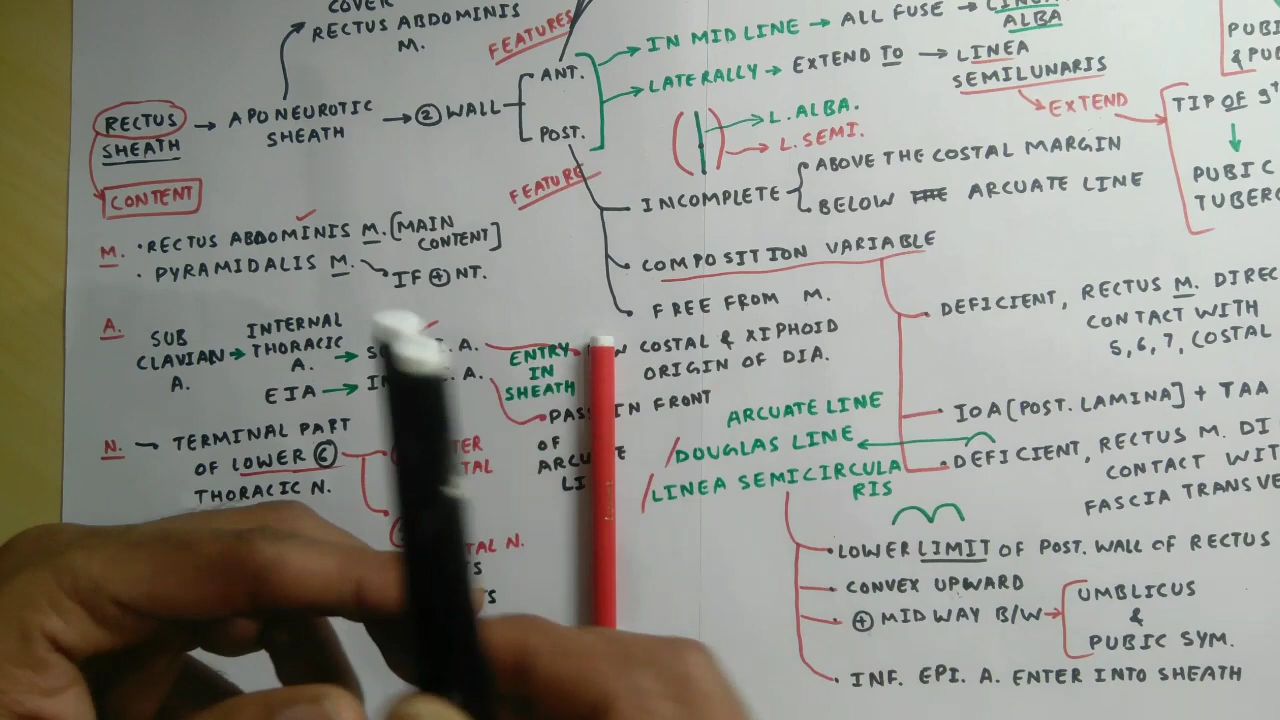 COVER
RECTUS ABDOMINIS
M.
FEATURES
ANT.
POST.
IN MID LINE → ALL FUSE → LINEA
ALBA
LATERALLY → EXTEND TO → LINEA
SEMILUNARIS
EXTEND
TIP OF 9
PUBIC
TUBERC
L. ALBA.
L. SEMI.
RECTUS
SHEATH
→ APONEUROTIC
SHEATH
→ ② WALL
CONTENT
FEATURE
INCOMPLETE
ABOVE THE COSTAL MARGIN
BELOW ARCUATE LINE
COMPOSITION VARIABLE
FREE FROM M.
DEFICIENT, RECTUS M. DIREC
CONTACT WITH
5,6,7, COSTAL
IOA [POST. LAMINA] + TAA
DEFICIENT, RECTUS M. DI
CONTACT WIT
FASCIA TRANSVE
M. • RECTUS ABDOMINIS M. [MAIN
CONTENT]
• PYRAMIDALIS M.
IF ⊕NT.
A. SUB
CLAVIAN
A.
→ INTERNAL
THORACIC
A.
→
A.
EIA →
A.
ENTRY
IN
SHEATH
COSTAL & XIPHOID
ORIGIN OF DIA.
IN FRONT
OF
N. → TERMINAL PART
OF LOWER ⑥
THORACIC N.
N.
ARCUATE LINE
/DOUGLAS LINE
/LINEA SEMICIRCULA
RIS
• LOWER LIMIT OF POST. WALL OF RECTUS
CONVEX UPWARD
⊕ MIDWAY B/W → UMBLICUS
&
PUBIC SYM.
• INF. EPI. A. ENTER INTO SHEATH